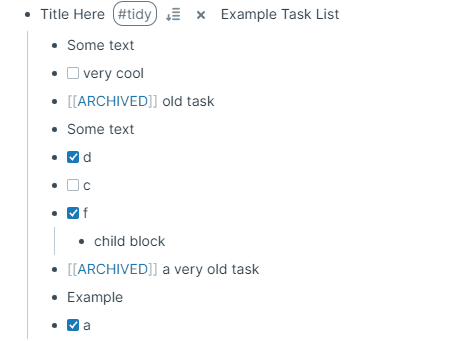 Title Here #tidy Example Task List
Some text
very cool
[[ARCHIVED]] old task
Some text
d
c
f
child block
[[ARCHIVED]] a very old task
Example
a